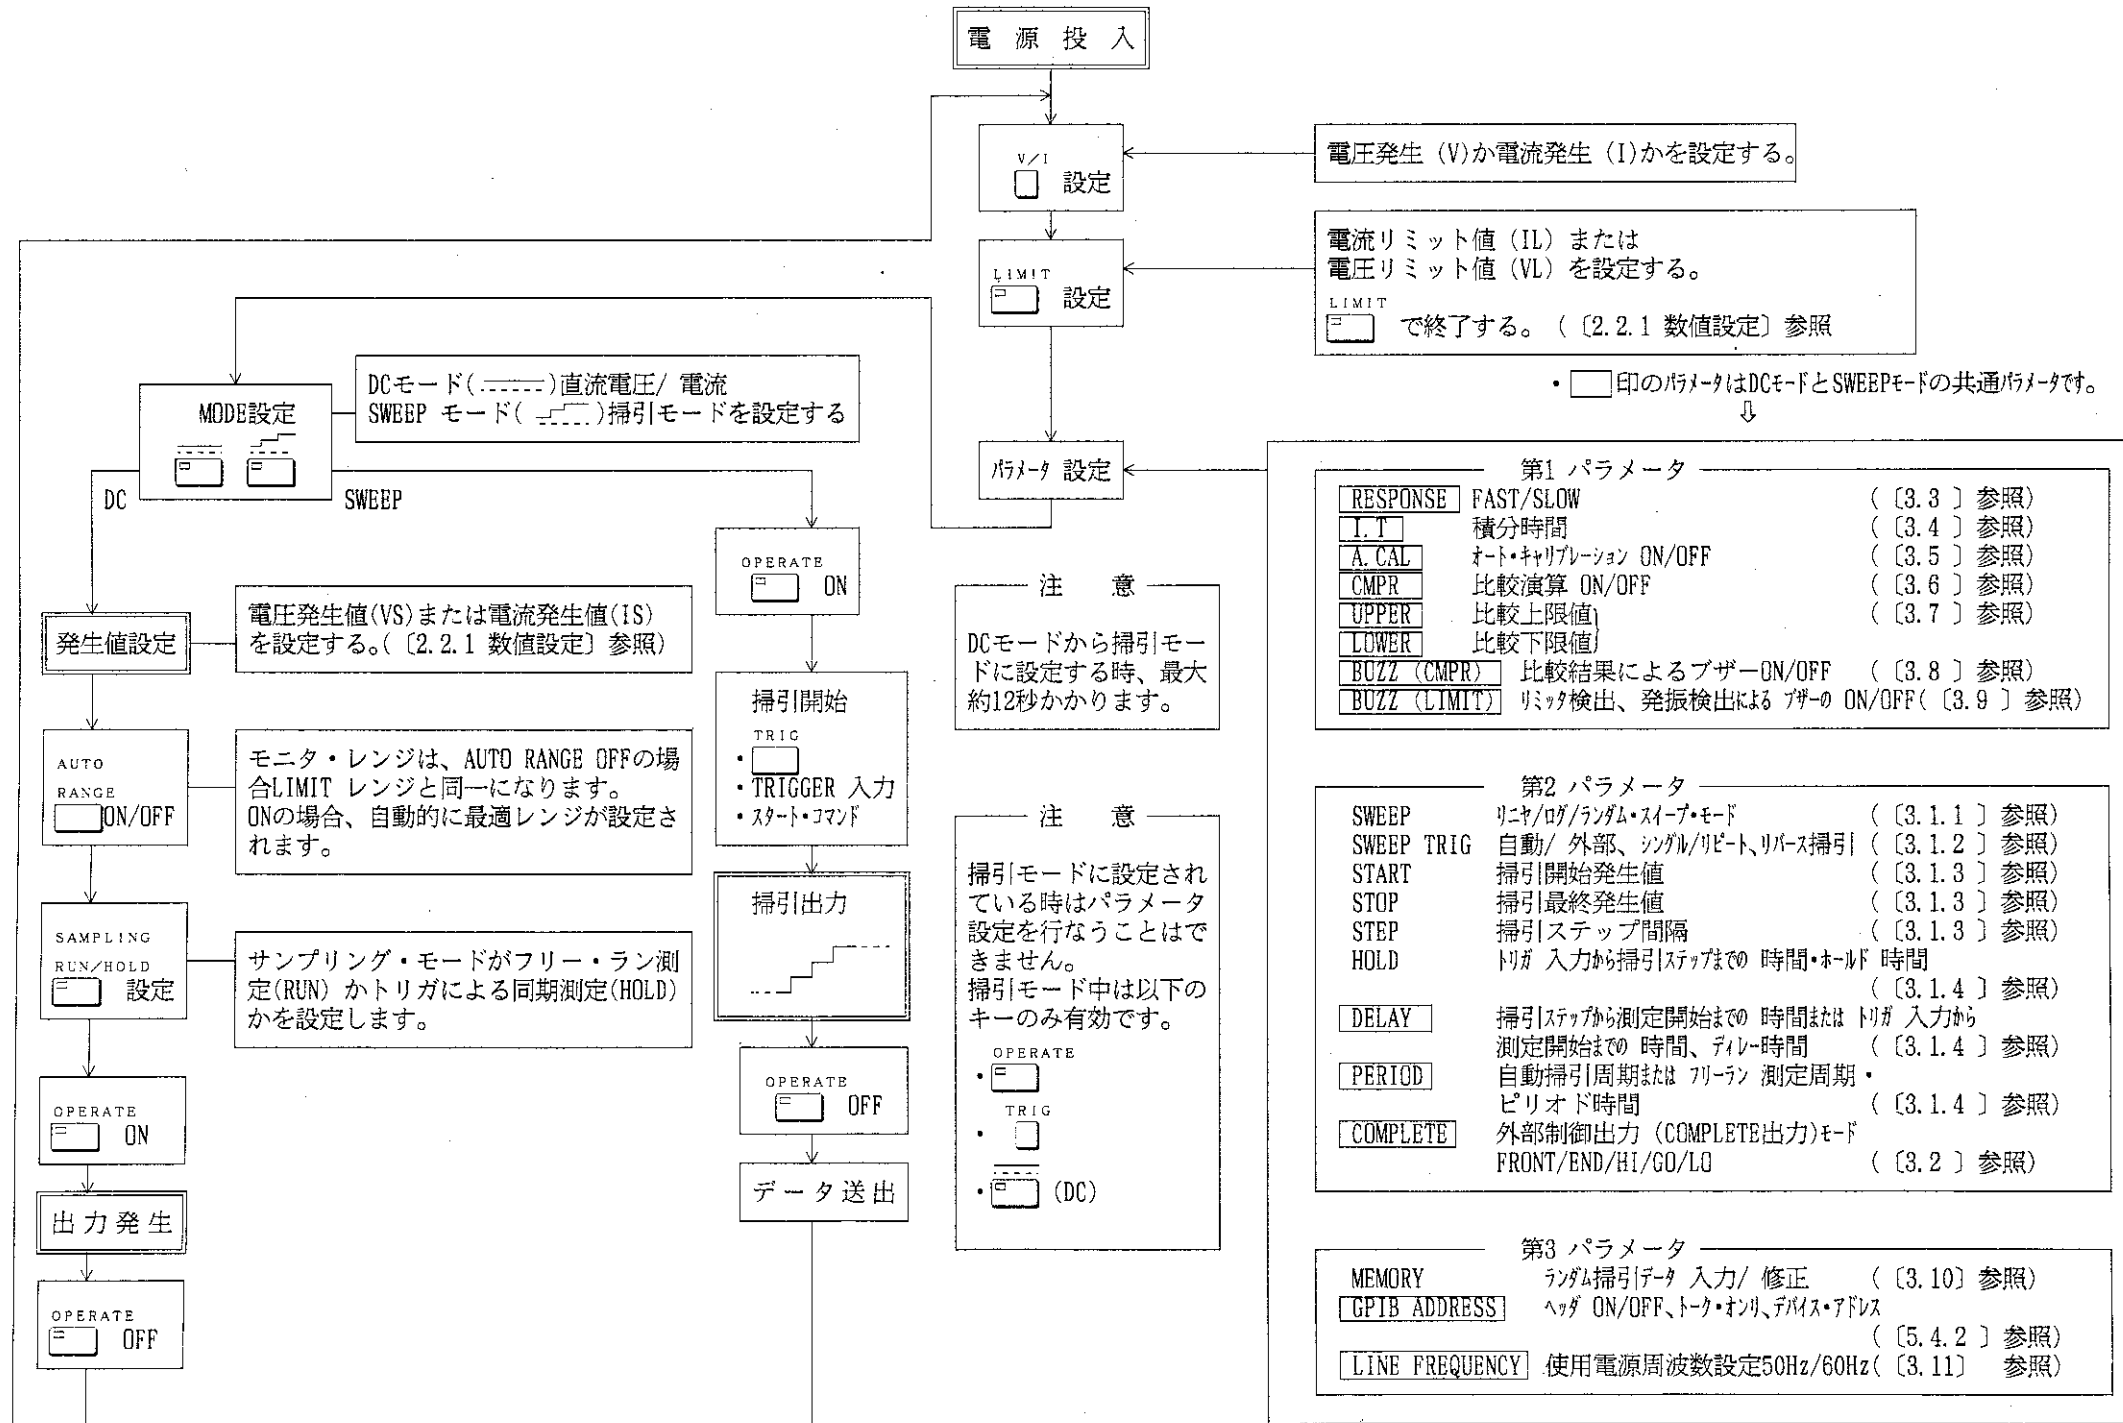 電 源 投 入
V/I
設定
電圧発生 (V)か電流発生 (I)かを設定する。
LIMIT
設定
電流リミット値 (IL) または
電圧リミット値 (VL) を設定する。
LIMIT
で終了する。 ( 〔2.2.1 数値設定〕参照
・ 印のパラメータはDCモードとSWEEPモードの共通パラメータです。
⇩
パラメータ 設定
MODE設定
DCモード( )直流電圧/ 電流
SWEEP モード( )掃引モードを設定する
DC
SWEEP
発生値設定
電圧発生値(VS)または電流発生値(IS)
を設定する。( 〔2.2.1 数値設定〕参照)
AUTO
RANGE
ON/OFF
モニタ・レンジは、AUTO RANGE OFFの場
合LIMIT レンジと同一になります。
ONの場合、自動的に最適レンジが設定さ
れます。
SAMPLING
RUN/HOLD
設定
サンプリング・モードがフリー・ラン測
定(RUN) かトリガによる同期測定(HOLD)
かを設定します。
OPERATE
ON
出力発生
OPERATE
OFF
OPERATE
ON
掃引開始
TRIG
・
・TRIGGER 入力
・スタート・コマンド
掃引出力
OPERATE
OFF
データ送出
注 意
DCモードから掃引モー
ドに設定する時、最大
約12秒かかります。
注 意
掃引モードに設定され
ている時はパラメータ
設定を行なうことはで
きません。
掃引モード中は以下の
キーのみ有効です。
OPERATE
・
TRIG
・
・ (DC)
第1 パラメータ
RESPONSE FAST/SLOW ( 〔3.3 〕参照)
I.T 積分時間 ( 〔3.4 〕参照)
A.CAL オート・キャリブレーション ON/OFF ( 〔3.5 〕参照)
CMPR 比較演算 ON/OFF ( 〔3.6 〕参照)
UPPER 比較上限値 ( 〔3.7 〕参照)
LOWER 比較下限値
BUZZ (CMPR) 比較結果によるブザーON/OFF ( 〔3.8 〕参照)
BUZZ (LIMIT) リミッタ検出、発振検出による ブザーの ON/OFF( 〔3.9 〕参照)
第2 パラメータ
SWEEP リニヤ/ログ/ランダム・スイープ・モード ( 〔3.1.1 〕参照)
SWEEP TRIG 自動/ 外部、シングル/リピート、リバース掃引 ( 〔3.1.2 〕参照)
START 掃引開始発生値 ( 〔3.1.3 〕参照)
STOP 掃引最終発生値 ( 〔3.1.3 〕参照)
STEP 掃引ステップ間隔 ( 〔3.1.3 〕参照)
HOLD トリガ 入力から掃引ステップまでの 時間・ホールド 時間
( 〔3.1.4 〕参照)
DELAY 掃引ステップから測定開始までの 時間または トリガ 入力から
測定開始までの 時間、ディレー時間 ( 〔3.1.4 〕参照)
PERIOD 自動掃引周期または フリーラン 測定周期・
ピリオド時間 ( 〔3.1.4 〕参照)
COMPLETE 外部制御出力 (COMPLETE出力)モード
FRONT/END/HI/GO/LO ( 〔3.2 〕参照)
第3 パラメータ
MEMORY ランダム掃引データ 入力/ 修正 ( 〔3.10〕参照)
GPIB ADDRESS ヘッダ ON/OFF、トーク・オンリ、デバイス・アドレス
( 〔5.4.2 〕参照)
LINE FREQUENCY 使用電源周波数設定50Hz/60Hz( 〔3.11〕 参照)